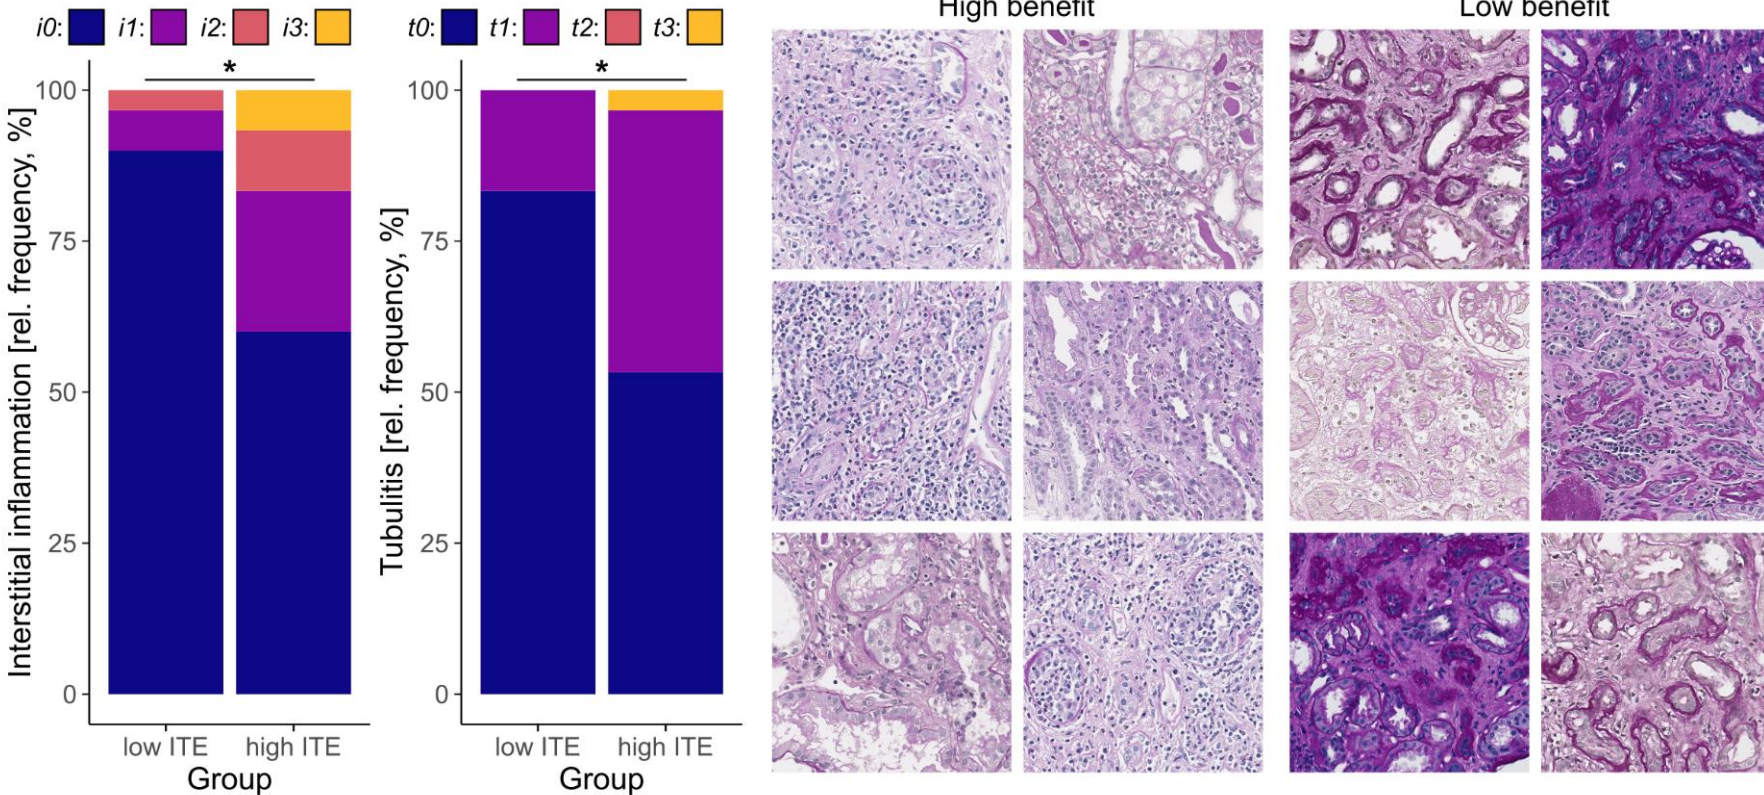 i0: i1: i2: i3:
t0: t1: t2: t3:
High benefit
Low benefit
Interstitial inflammation [rel. frequency, %]
*
100
75
50
25
0
low ITE high ITE
Group
Tubulitis [rel. frequency, %]
*
100
75
50
25
0
low ITE high ITE
Group